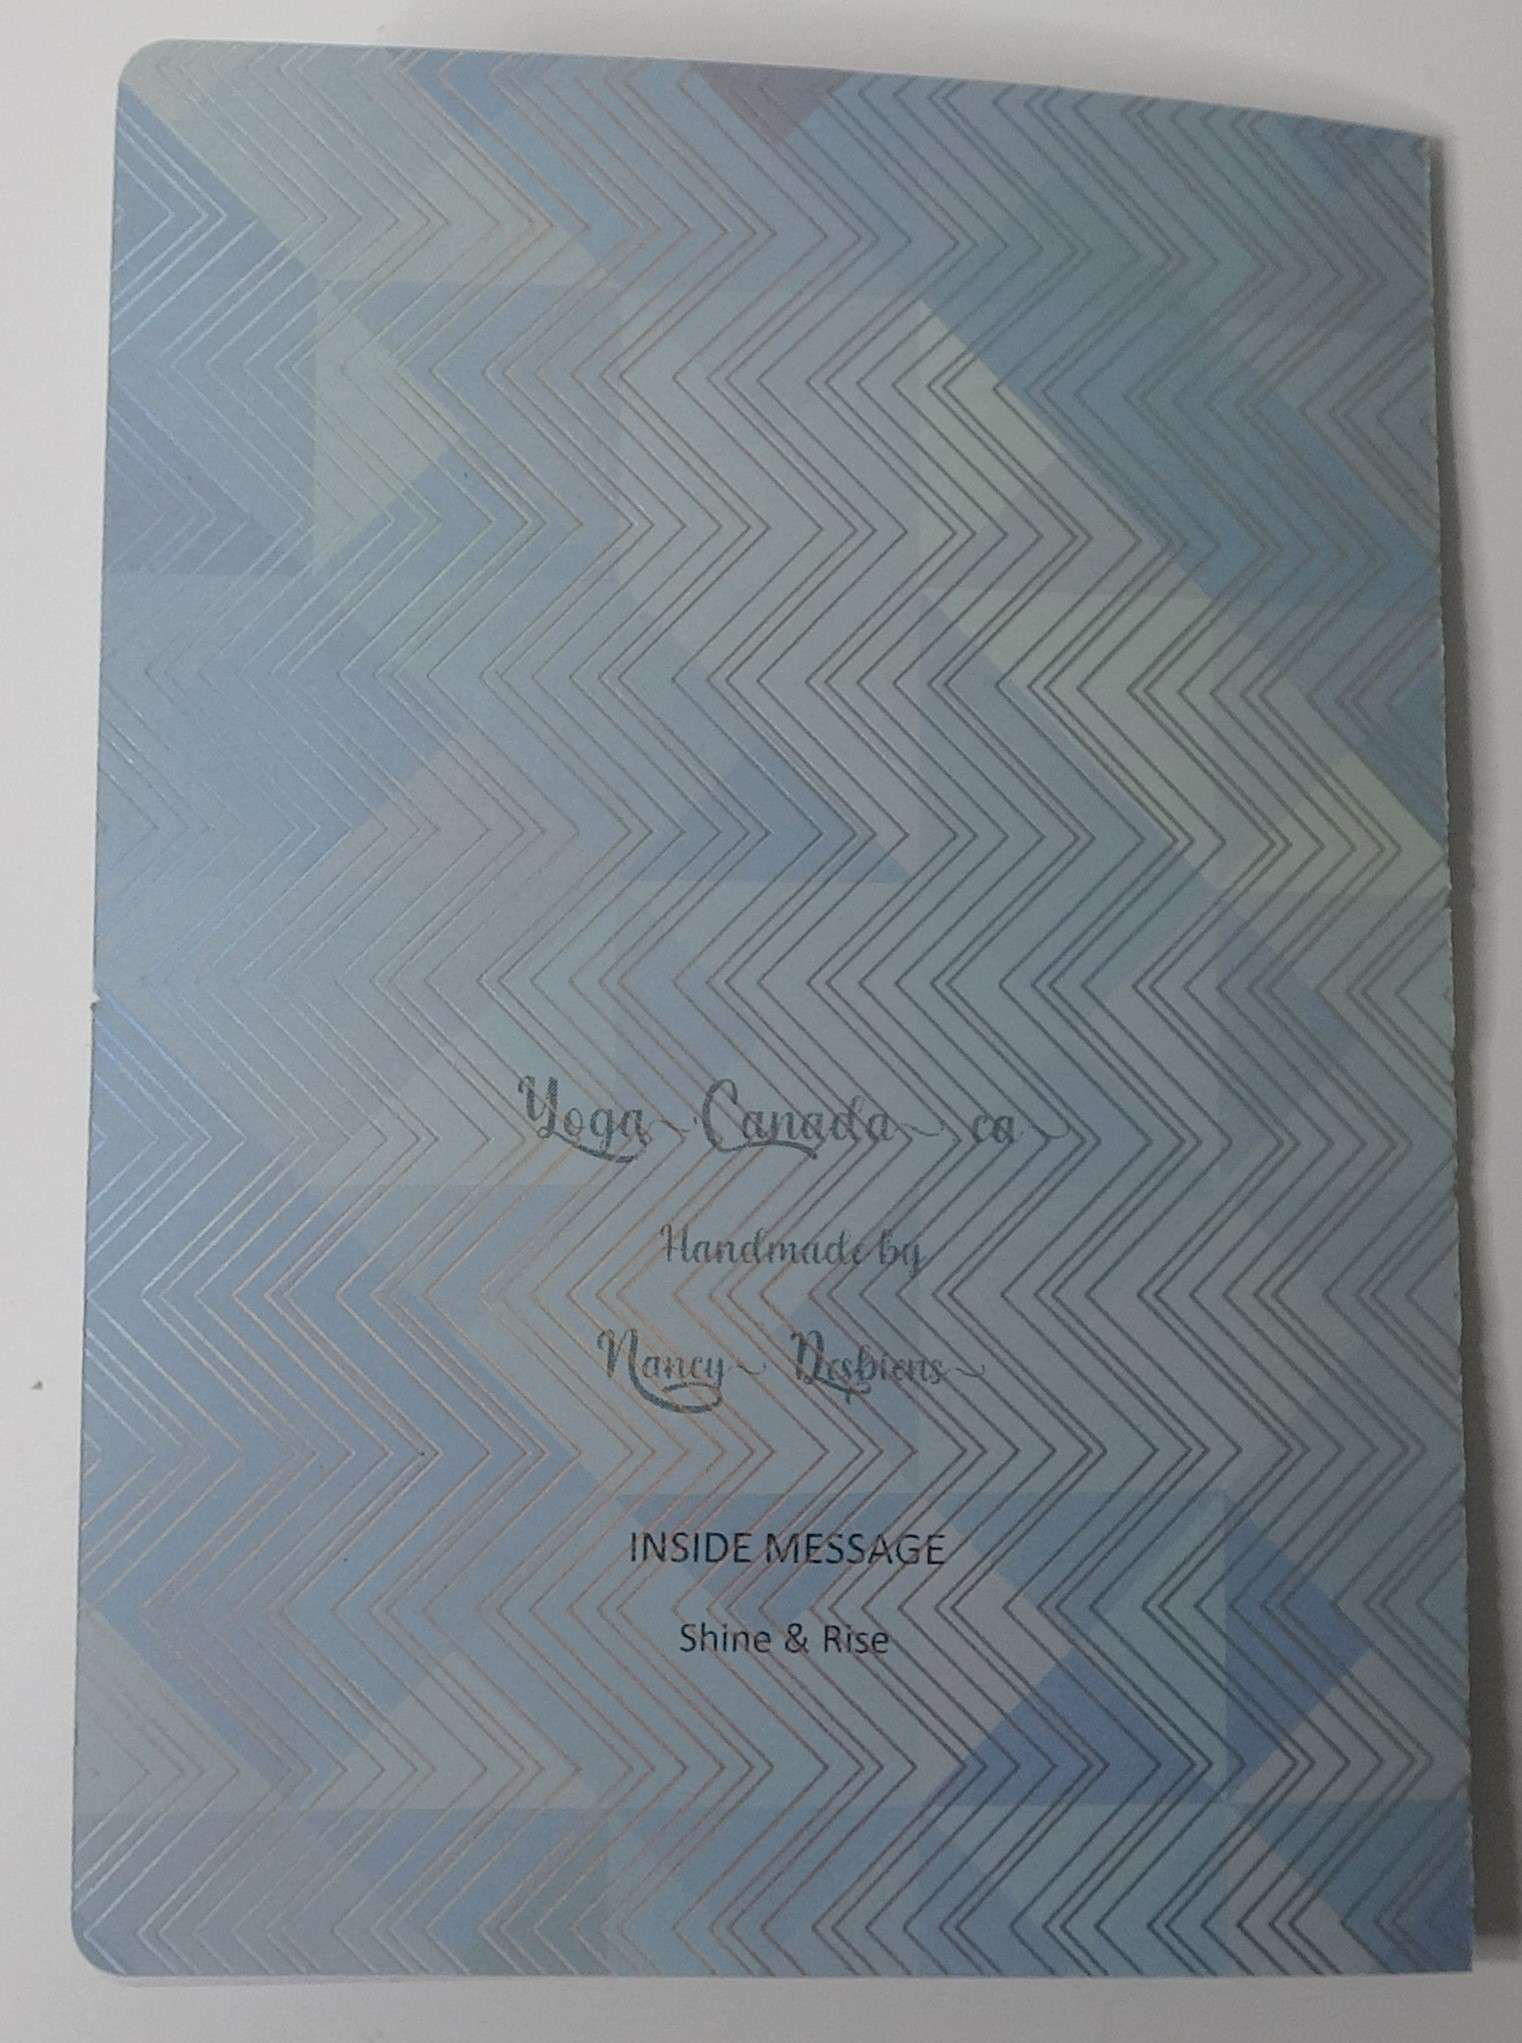 Yoga Canada ca
Handmade by
Nancy Desbiens
INSIDE MESSAGE
Shine & Rise